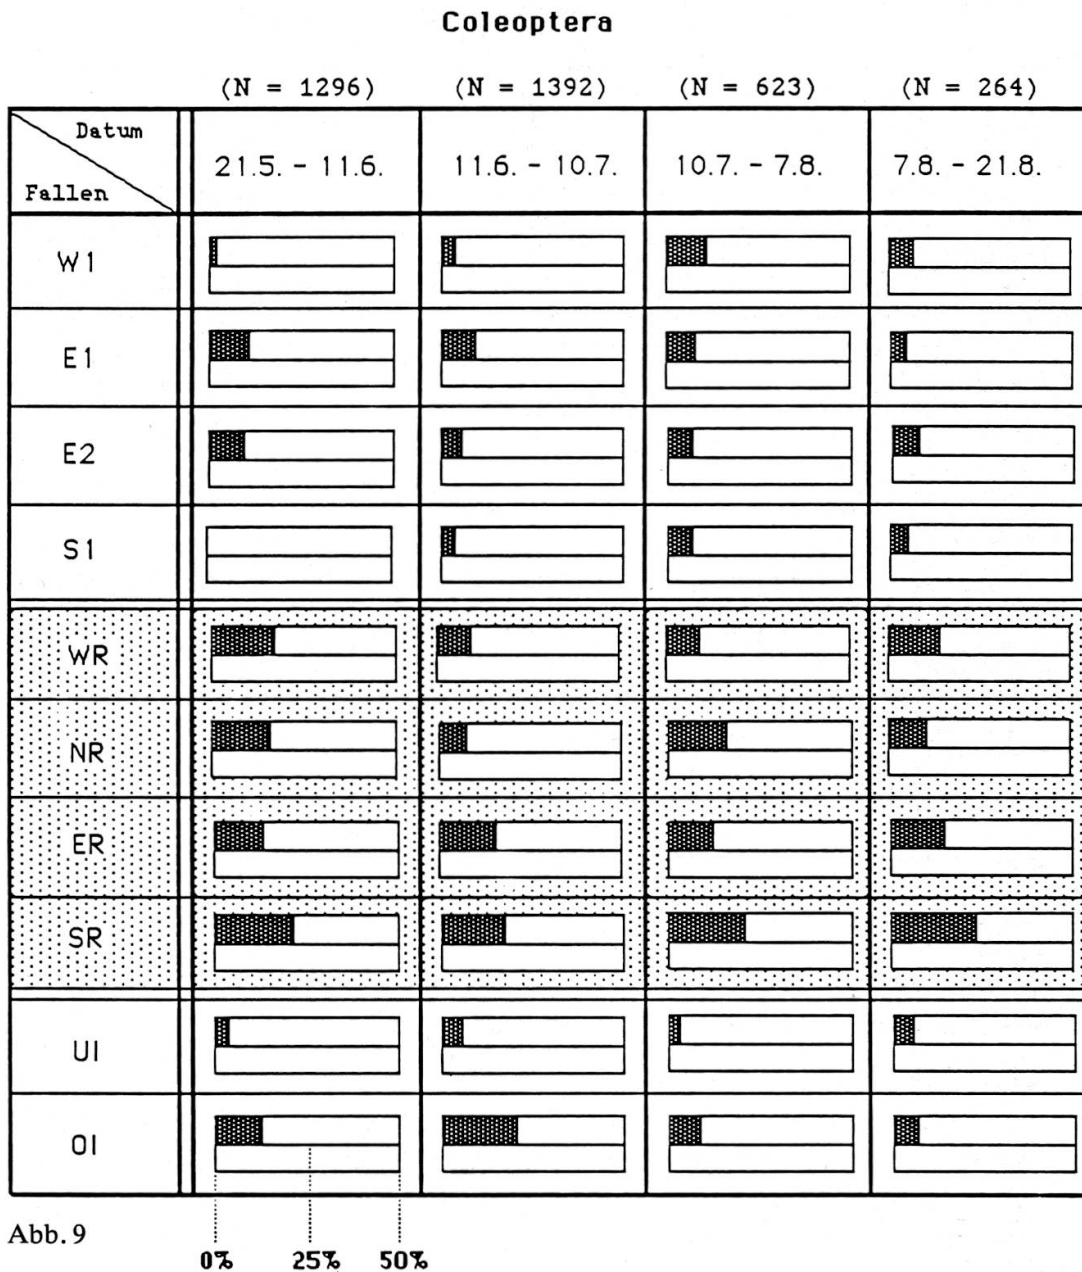 Coleoptera
(N = 1296) (N = 1392) (N = 623) (N = 264)
Datum
Fallen
21.5. - 11.6. 11.6. - 10.7. 10.7. - 7.8. 7.8. - 21.8.
W1
E1
E2
S1
WR
NR
ER
SR
UI
OI
Abb. 9
0% 25% 50%